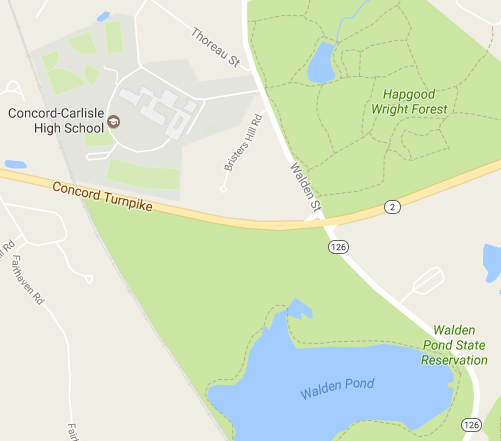 Thoreau St
Hapgood
Wright Forest
Concord-Carlisle
High School
Bristers Hill Rd
Walden St
Concord Turnpike
2
126
Fairhaven Rd
Walden
Pond State
Reservation
Walden Pond
126